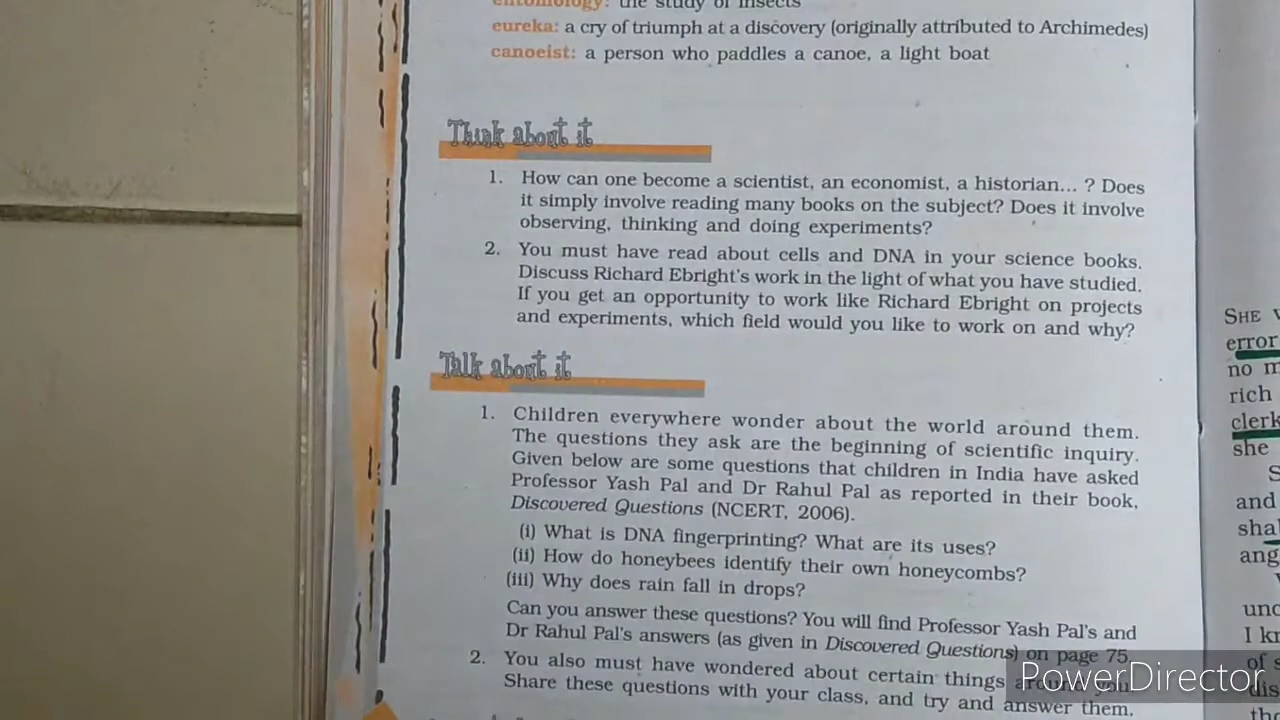 entomology: the study of insects
eureka: a cry of triumph at a discovery (originally attributed to Archimedes)
canoeist: a person who paddles a canoe, a light boat
Think about it
1. How can one become a scientist, an economist, a historian... ? Does
it simply involve reading many books on the subject? Does it involve
observing, thinking and doing experiments?
2. You must have read about cells and DNA in your science books.
Discuss Richard Ebright's work in the light of what you have studied.
If you get an opportunity to work like Richard Ebright on projects
and experiments, which field would you like to work on and why?
Talk about it
1. Children everywhere wonder about the world around them.
The questions they ask are the beginning of scientific inquiry.
Given below are some questions that children in India have asked
Professor Yash Pal and Dr Rahul Pal as reported in their book,
Discovered Questions (NCERT, 2006).
(i) What is DNA fingerprinting? What are its uses?
(ii) How do honeybees identify their own honeycombs?
(iii) Why does rain fall in drops?
Can you answer these questions? You will find Professor Yash Pal's and
Dr Rahul Pal's answers (as given in Discovered Questions) on page 75.
2. You also must have wondered about certain things around you.
Share these questions with your class, and try and answer them.
SHE
error
no
rich
clerk
she
and
ang
I
of
PowerDirector